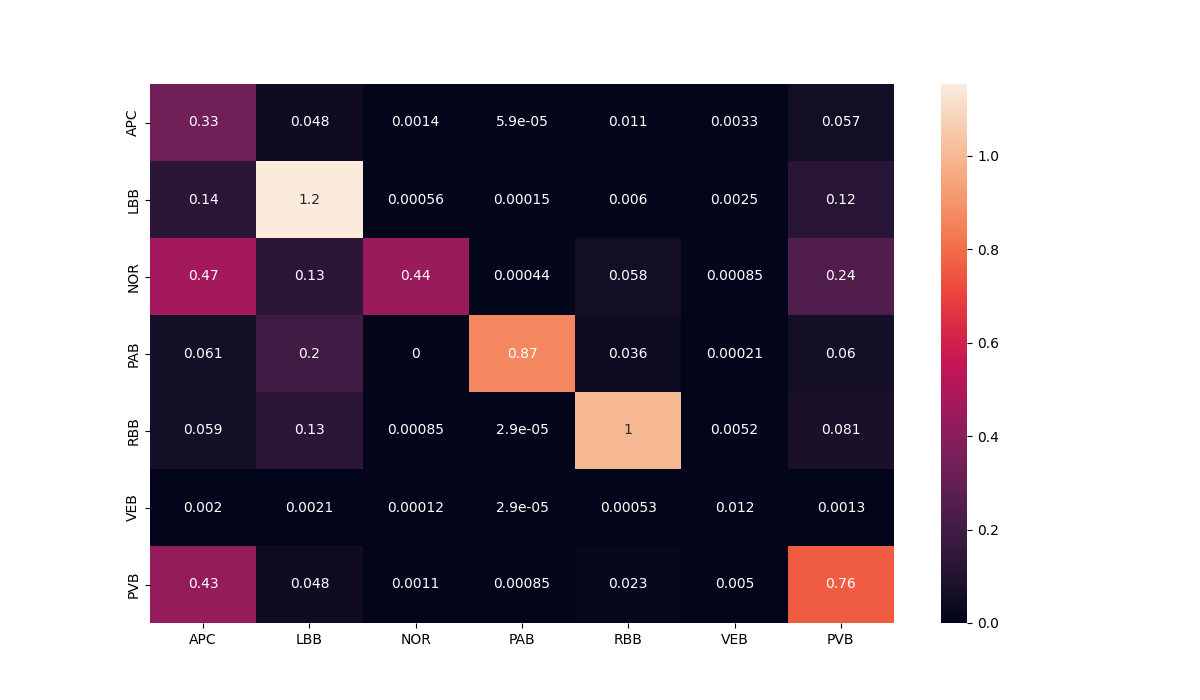 APC 0.33 0.048 0.0014 5.9e-05 0.011 0.0033 0.057
LBB 0.14 1.2 0.00056 0.00015 0.006 0.0025 0.12
NOR 0.47 0.13 0.44 0.00044 0.058 0.00085 0.24
PAB 0.061 0.2 0 0.87 0.036 0.00021 0.06
RBB 0.059 0.13 0.00085 2.9e-05 1 0.0052 0.081
VEB 0.002 0.0021 0.00012 2.9e-05 0.00053 0.012 0.0013
PVB 0.43 0.048 0.0011 0.00085 0.023 0.005 0.76
APC LBB NOR PAB RBB VEB PVB
1.0
0.8
0.6
0.4
0.2
0.0